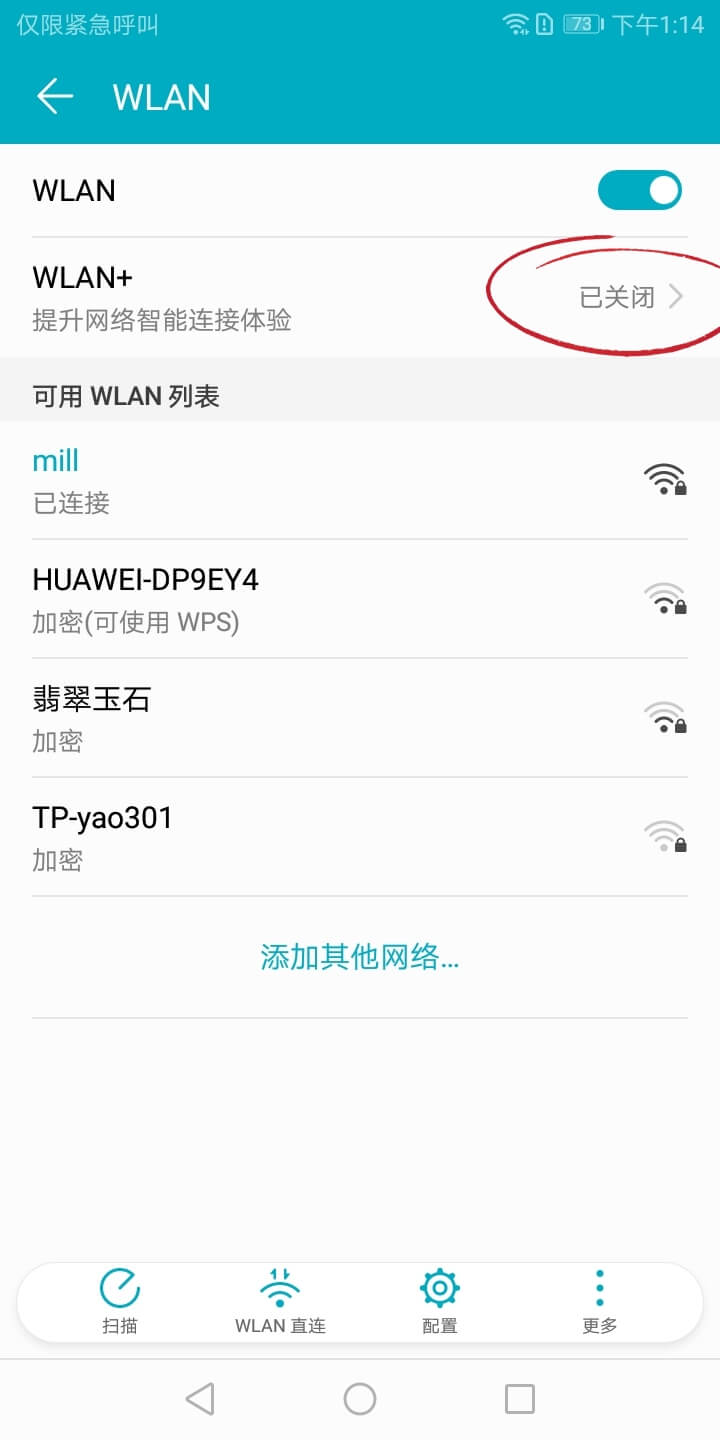 仅限紧急呼叫
73 下午1:14
WLAN
WLAN
WLAN+
提升网络智能连接体验
已关闭
可用 WLAN 列表
mill
已连接
HUAWEI-DP9EY4
加密(可使用 WPS)
翡翠玉石
加密
TP-yao301
加密
添加其他网络...
扫描
WLAN 直连
配置
更多